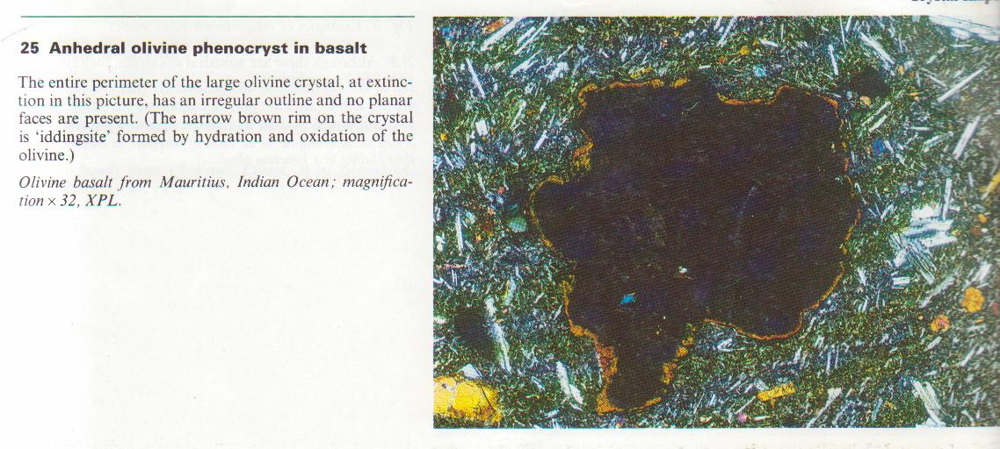 25 Anhedral olivine phenocryst in basalt
The entire perimeter of the large olivine crystal, at extinc-
tion in this picture, has an irregular outline and no planar
faces are present. (The narrow brown rim on the crystal
is ‘iddingsite’ formed by hydration and oxidation of the
olivine.)
Olivine basalt from Mauritius, Indian Ocean; magnifica-
tion × 32, XPL.